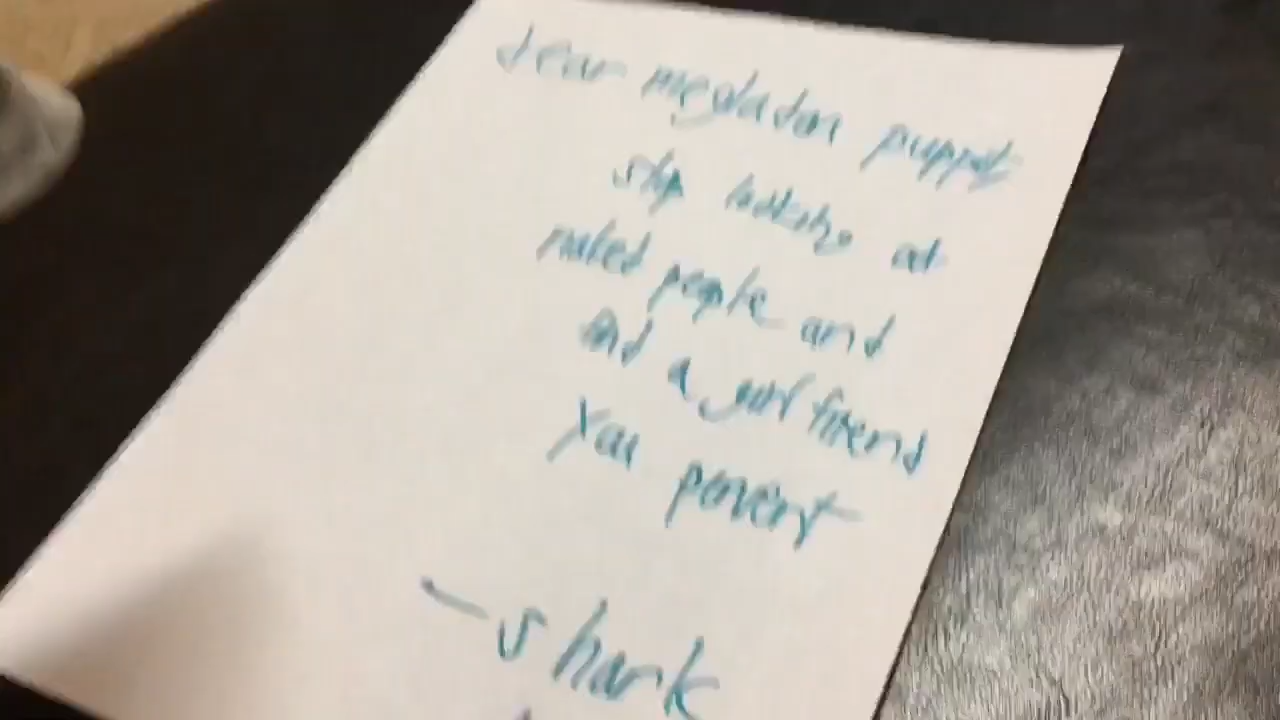 dear megladon puppet
stop looking at
naked people and
find a girlfriend
You pervert
- shark